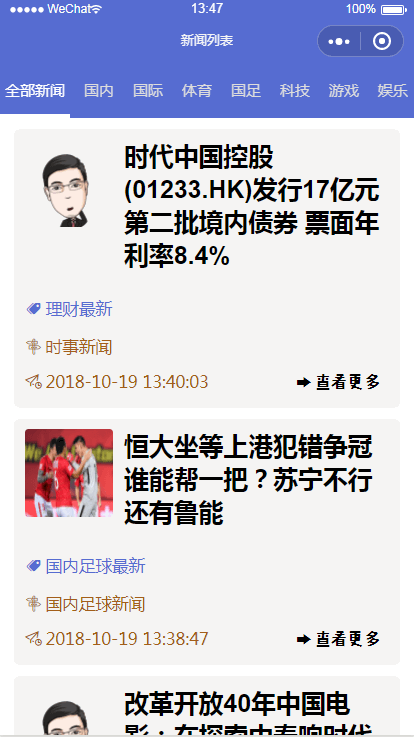 ●●●●● WeChat 13:47 100%
新闻列表
全部新闻 国内 国际 体育 国足 科技 游戏 娱乐
时代中国控股
(01233.HK)发行17亿元
第二批境内债券 票面年
利率8.4%
理财最新
时事新闻
2018-10-19 13:40:03 查看更多
恒大坐等上港犯错争冠
谁能帮一把？苏宁不行
还有鲁能
国内足球最新
国内足球新闻
2018-10-19 13:38:47 查看更多
改革开放40年中国电
影：在探索中奏响时代